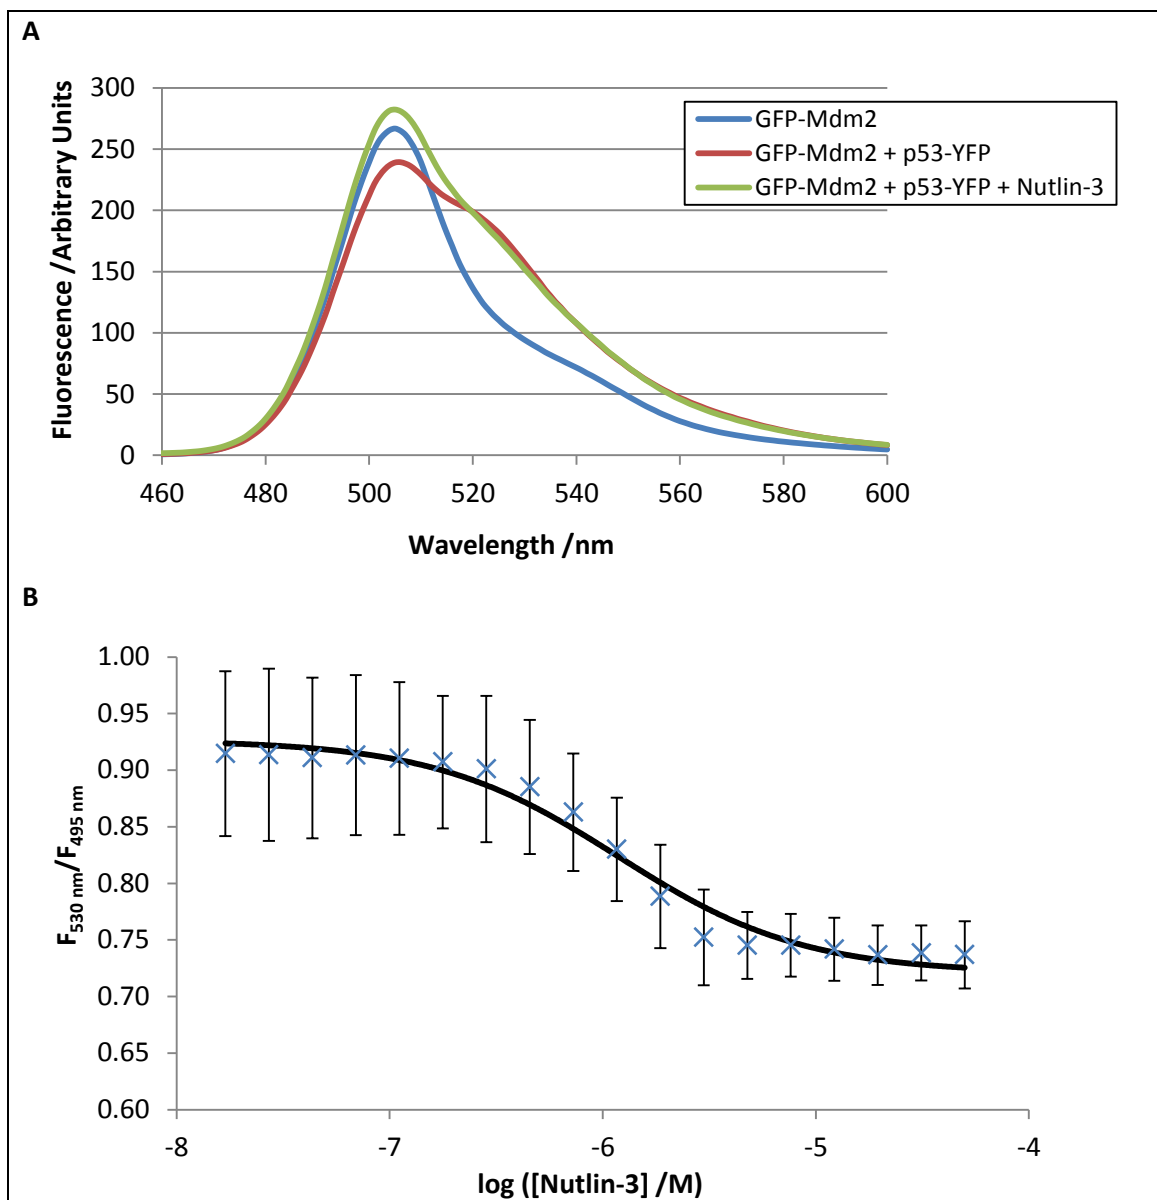 A
Fluorescence /Arbitrary Units
300
250
200
150
100
50
0
460 480 500 520 540 560 580 600
Wavelength /nm
GFP-Mdm2
GFP-Mdm2 + p53-YFP
GFP-Mdm2 + p53-YFP + Nutlin-3
B
F530 nm/F495 nm
1.00
0.95
0.90
0.85
0.80
0.75
0.70
0.65
0.60
-8 -7 -6 -5 -4
log ([Nutlin-3] /M)